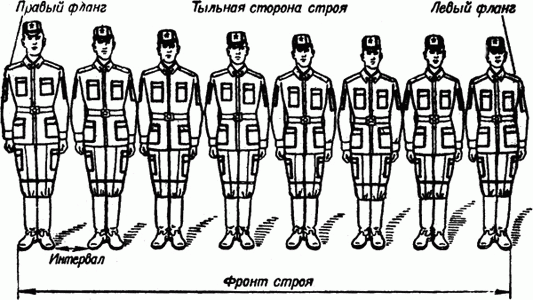 Правый фланг
Тыльная сторона строя
Левый фланг
Интервал
Фронт строя